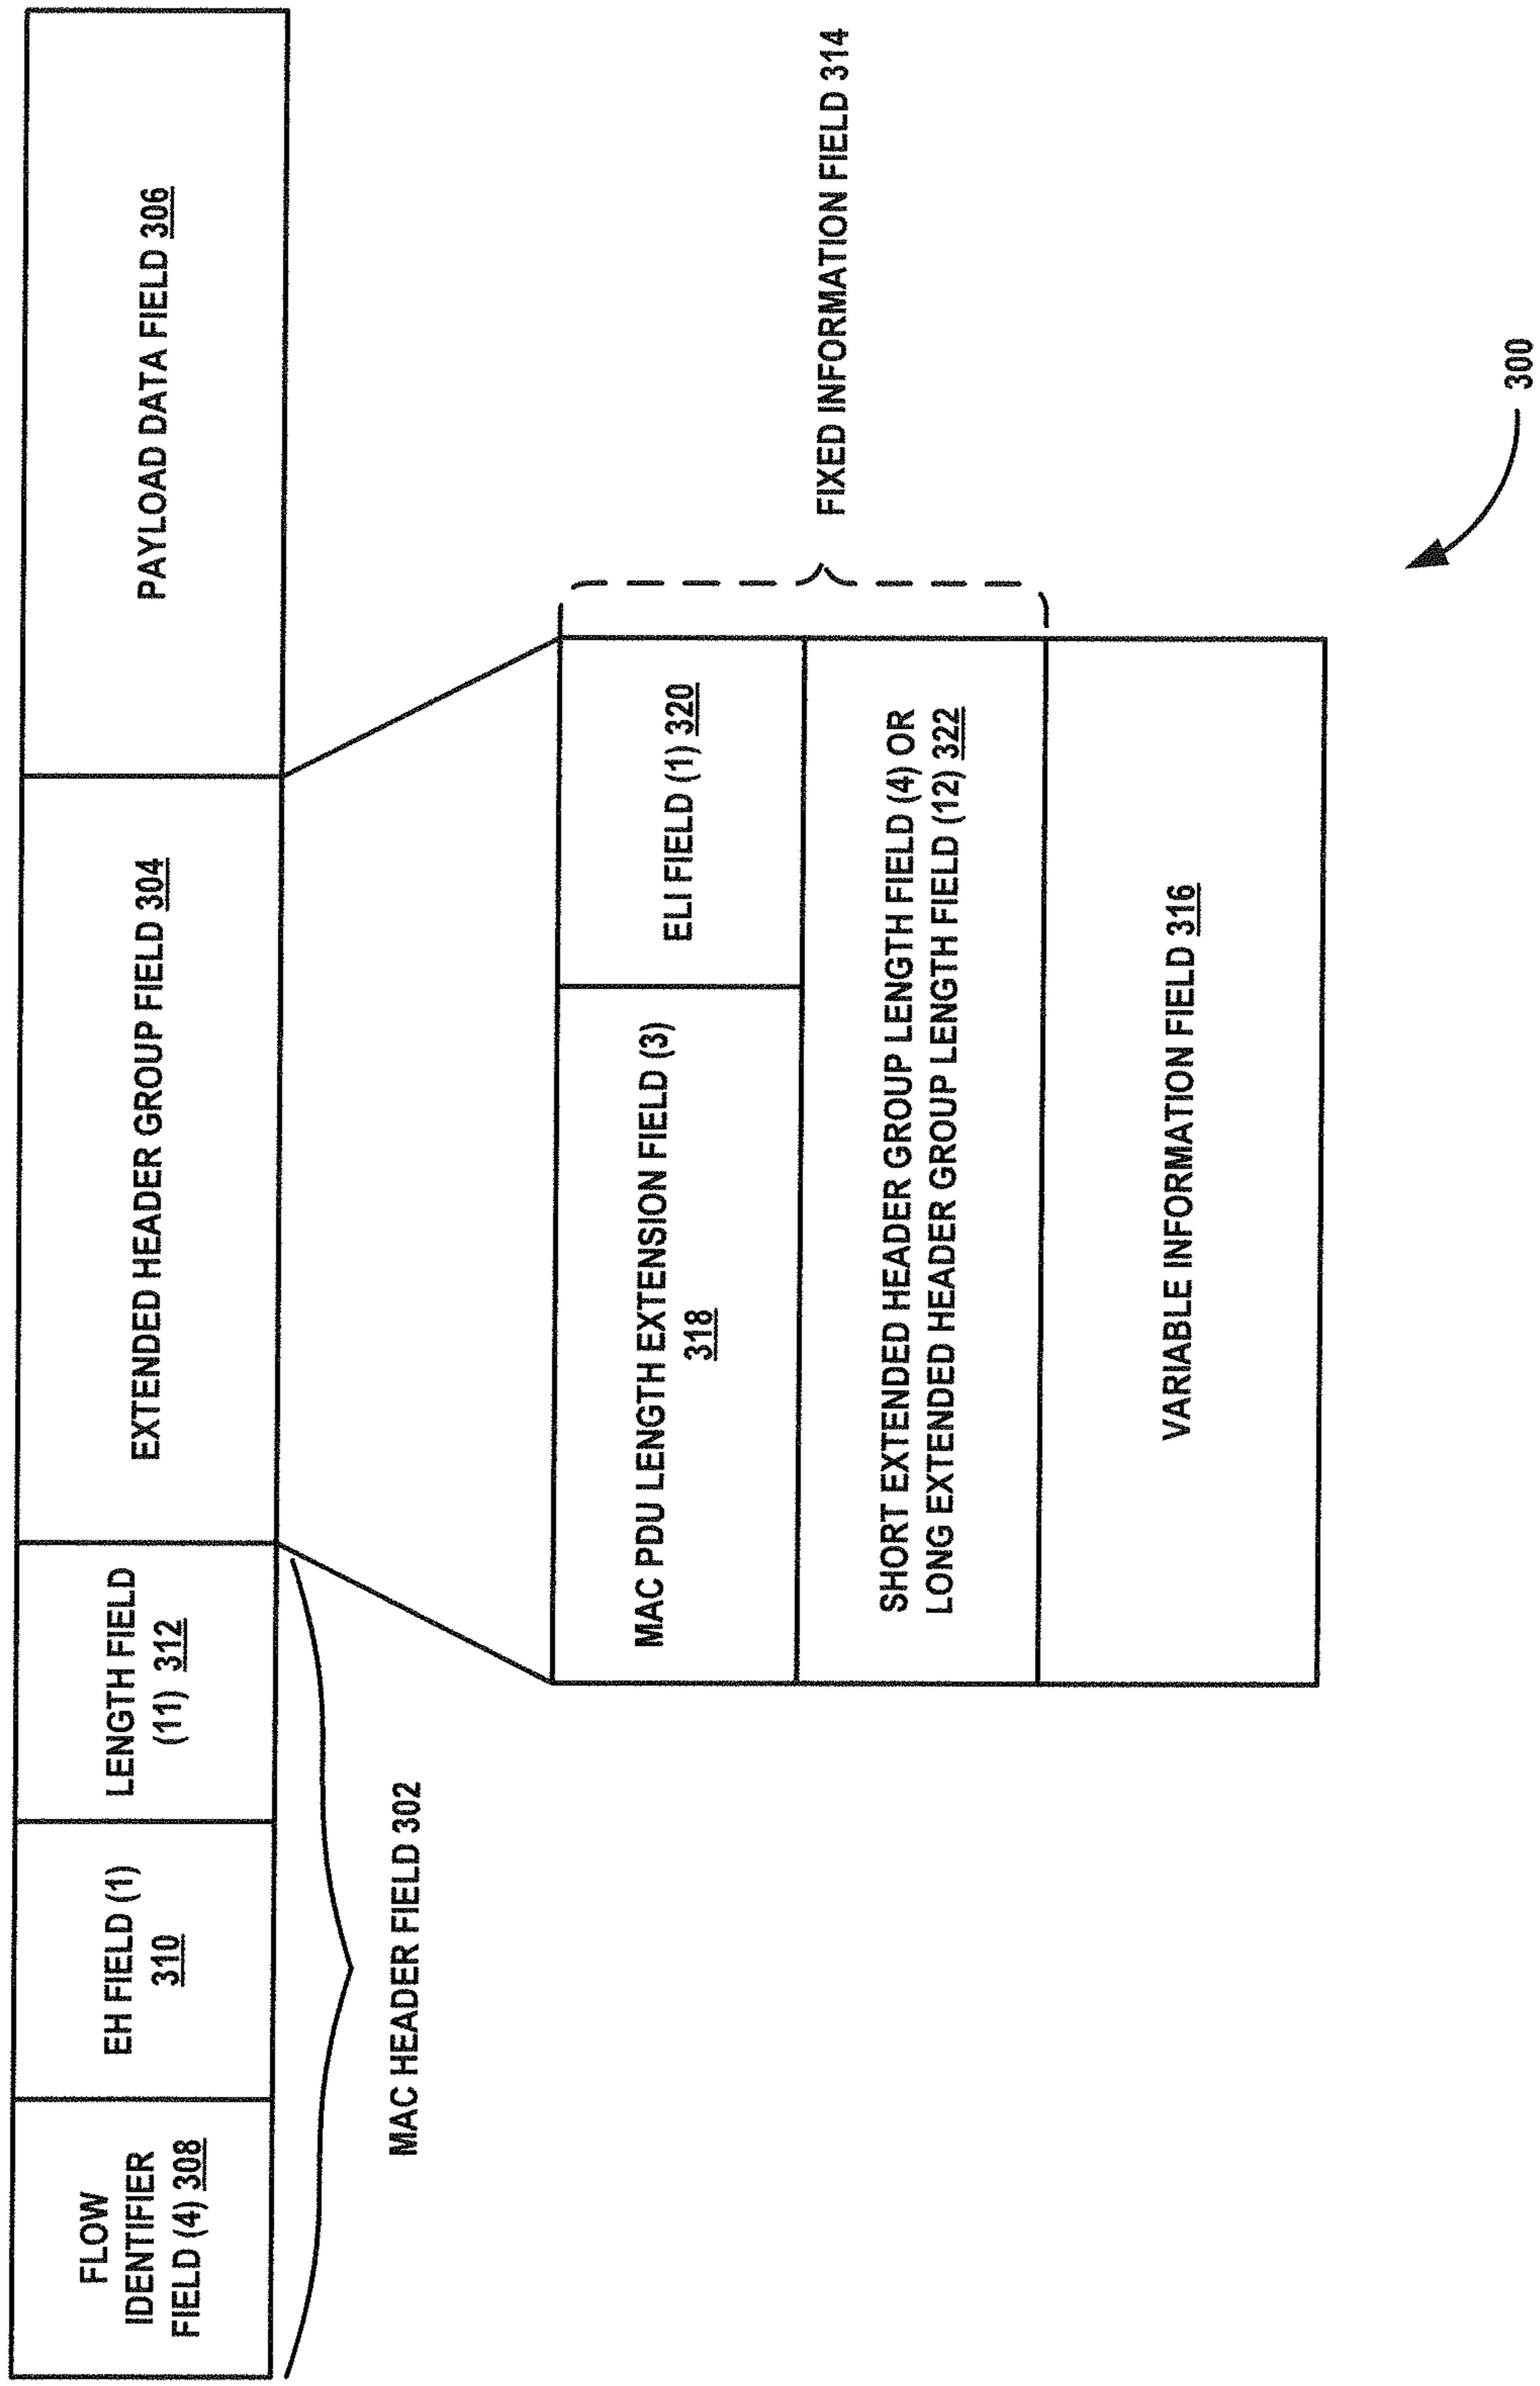 FLOW
IDENTIFIER
FIELD (4) 308
EH FIELD (1)
310
LENGTH FIELD
(11) 312
EXTENDED HEADER GROUP FIELD 304
PAYLOAD DATA FIELD 306
MAC HEADER FIELD 302
MAC PDU LENGTH EXTENSION FIELD (3)
318
ELI FIELD (1) 320
SHORT EXTENDED HEADER GROUP LENGTH FIELD (4) OR
LONG EXTENDED HEADER GROUP LENGTH FIELD (12) 322
VARIABLE INFORMATION FIELD 316
FIXED INFORMATION FIELD 314
300